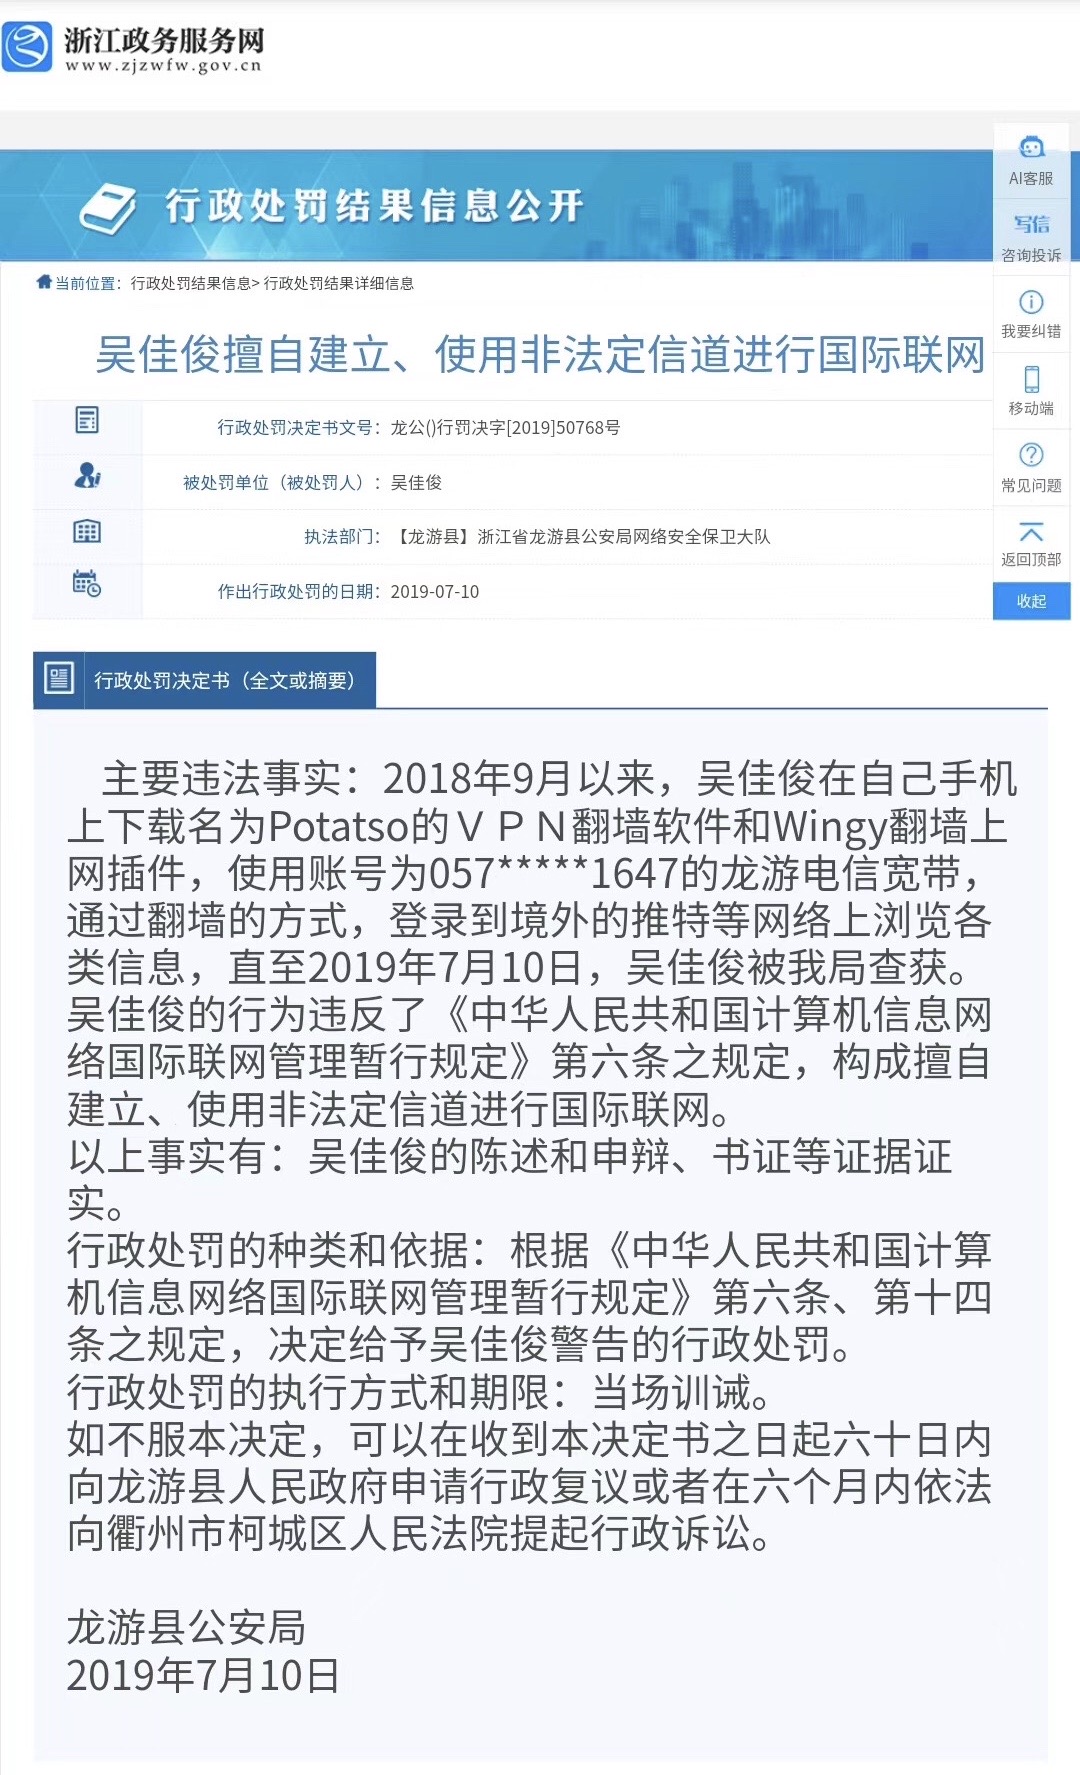 浙江政务服务网
www.zjzwfw.gov.cn
行政处罚结果信息公开
AI客服
写信
咨询投诉
我要纠错
移动端
常见问题
返回顶部
收起
当前位置：行政处罚结果信息> 行政处罚结果详细信息
吴佳俊擅自建立、使用非法定信道进行国际联网
行政处罚决定书文号：龙公()行罚决字[2019]50768号
被处罚单位（被处罚人）：吴佳俊
执法部门：【龙游县】浙江省龙游县公安局网络安全保卫大队
作出行政处罚的日期：2019-07-10
行政处罚决定书（全文或摘要）
主要违法事实：2018年9月以来，吴佳俊在自己手机
上下载名为Potatso的ＶＰＮ翻墙软件和Wingy翻墙上
网插件，使用账号为057*****1647的龙游电信宽带，
通过翻墙的方式，登录到境外的推特等网络上浏览各
类信息，直至2019年7月10日，吴佳俊被我局查获。
吴佳俊的行为违反了《中华人民共和国计算机信息网
络国际联网管理暂行规定》第六条之规定，构成擅自
建立、使用非法定信道进行国际联网。
以上事实有：吴佳俊的陈述和申辩、书证等证据证
实。
行政处罚的种类和依据：根据《中华人民共和国计算
机信息网络国际联网管理暂行规定》第六条、第十四
条之规定，决定给予吴佳俊警告的行政处罚。
行政处罚的执行方式和期限：当场训诫。
如不服本决定，可以在收到本决定书之日起六十日内
向龙游县人民政府申请行政复议或者在六个月内依法
向衢州市柯城区人民法院提起行政诉讼。
龙游县公安局
2019年7月10日